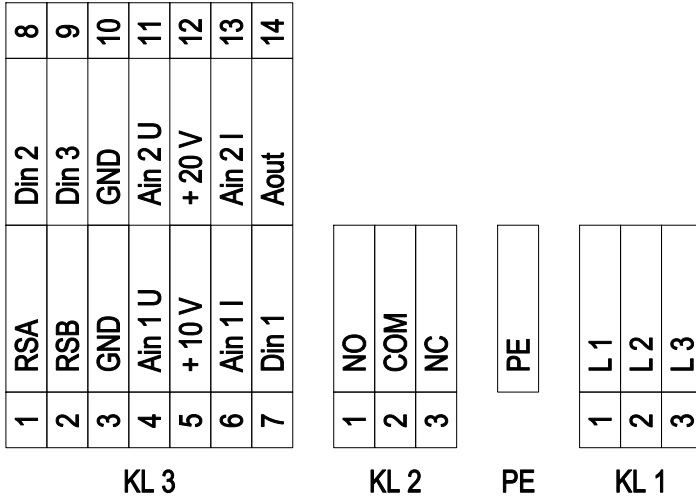 8 9 10 11 12 13 14
Din 2 Din 3 GND Ain 2 U + 20 V Ain 2 I Aout
RSA RSB GND Ain 1 U + 10 V Ain 1 I Din 1 NO COM NC PE L 1 L 2 L 3
1 2 3 4 5 6 7 1 2 3 1 2 3
KL 3 KL 2 PE KL 1